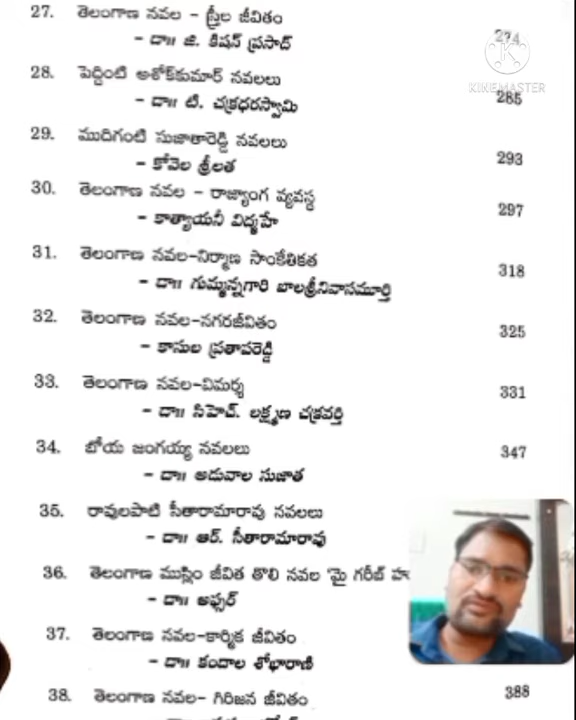 27. తెలంగాణ నవల - స్త్రీల జీవితం 274
- డా॥ జి. కిషన్ ప్రసాద్
KINEMASTER
28. పెద్దింటి అశోక్‌కుమార్ నవలలు 285
- డా॥ టి. చక్రధరస్వామి
29. ముదిగంటి సుజాతారెడ్డి నవలలు 293
- కోవెల శ్రీలత
30. తెలంగాణ నవల - రాజ్యాంగ వ్యవస్థ 297
- కాత్యాయనీ విద్మహే
31. తెలంగాణ నవల-నిర్మాణ సాంకేతికత 318
- డా॥ గుమ్మన్నగారి బాలశ్రీనివాసమూర్తి
32. తెలంగాణ నవల-నగరజీవితం 325
- కాసుల ప్రతాపరెడ్డి
33. తెలంగాణ నవల-విమర్శ 331
- డా॥ సిహెచ్. లక్ష్మణ చక్రవర్తి
34. బోయ జంగయ్య నవలలు 347
- డా॥ అడువాల సుజాత
35. రావులపాటి సీతారామారావు నవలలు
- డా॥ ఆర్. సీతారామారావు
36. తెలంగాణ ముస్లిం జీవిత తొలి నవల 'మై గరీబ్
- డా॥ అఫ్సర్
37. తెలంగాణ నవల-కార్మిక జీవితం
- డా॥ కందాల శోభారాణి
38. తెలంగాణ నవల- గిరిజన జీవితం 388